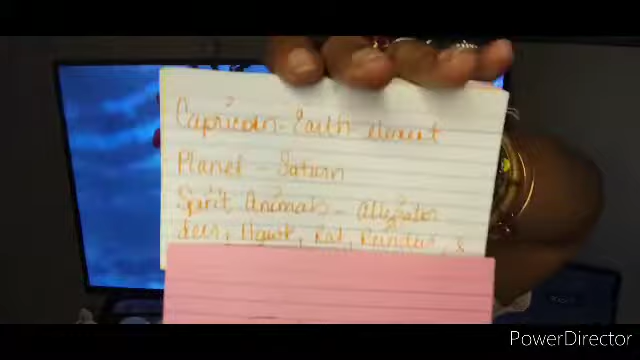 Capricorn - Earth element
Planet - Saturn
Spirit Animals - alligator
deer, Hawk, Rat, Reindeer, &
PowerDirector